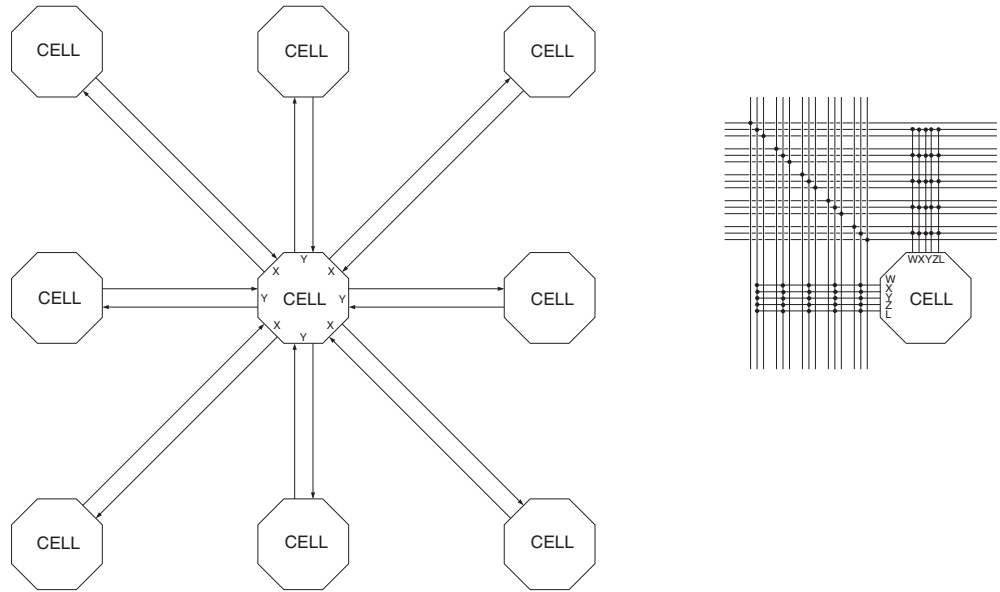 CELL CELL CELL
X Y X
CELL Y CELL Y CELL
X Y X
CELL CELL CELL
WXYZL
W
X
Y
Z
L
CELL